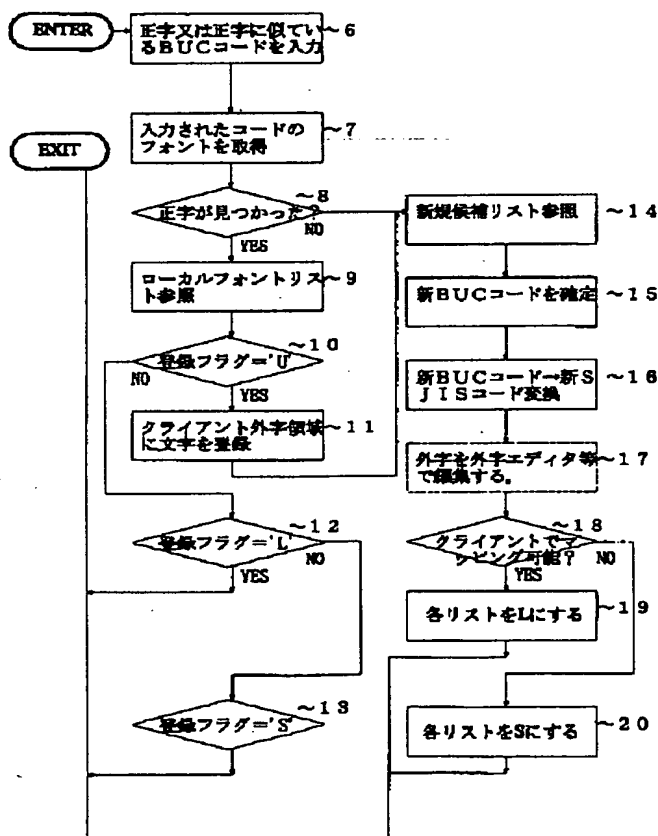 ENTER
正字又は正字に似てい
るBUCコードを入力
~6
入力されたコードの
フォントを取得
~7
EXIT
正字が見つかった?
~8
NO
YES
ローカルフォントリス
ト参照
~9
登録フラグ='U'
~10
NO
YES
クライアント外字領域
に文字を登録
~11
登録フラグ='L'
~12
NO
YES
登録フラグ='S'
~13
新規候補リスト参照
~14
新BUCコードを確定
~15
新BUCコード→新S
JISコード変換
~16
外字を外字エディタ等
で編集する。
~17
クライアントでマ
ッピング可能?
~18
NO
YES
各リストをLにする
~19
各リストをSにする
~20